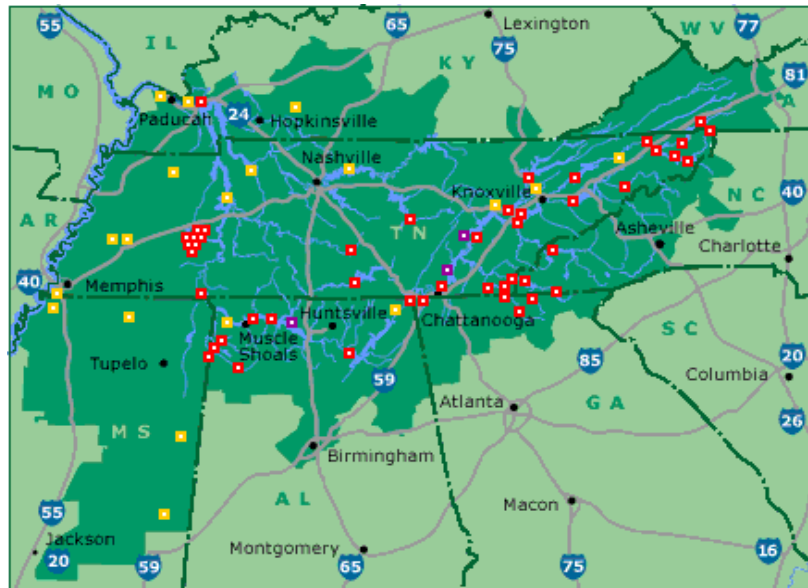 55
I L
65
Lexington
W V
77
K Y
75
M O
81
A
Paducah
24
Hopkinsville
Nashville
Knoxville
N C
40
A R
T N
Asheville
Charlotte
40
Memphis
Chattanooga
Huntsville
Muscle
Shoals
S C
Tupelo
85
20
59
Columbia
Atlanta
G A
26
M S
Birmingham
A L
Macon
55
Jackson
Montgomery
20
59
65
75
16